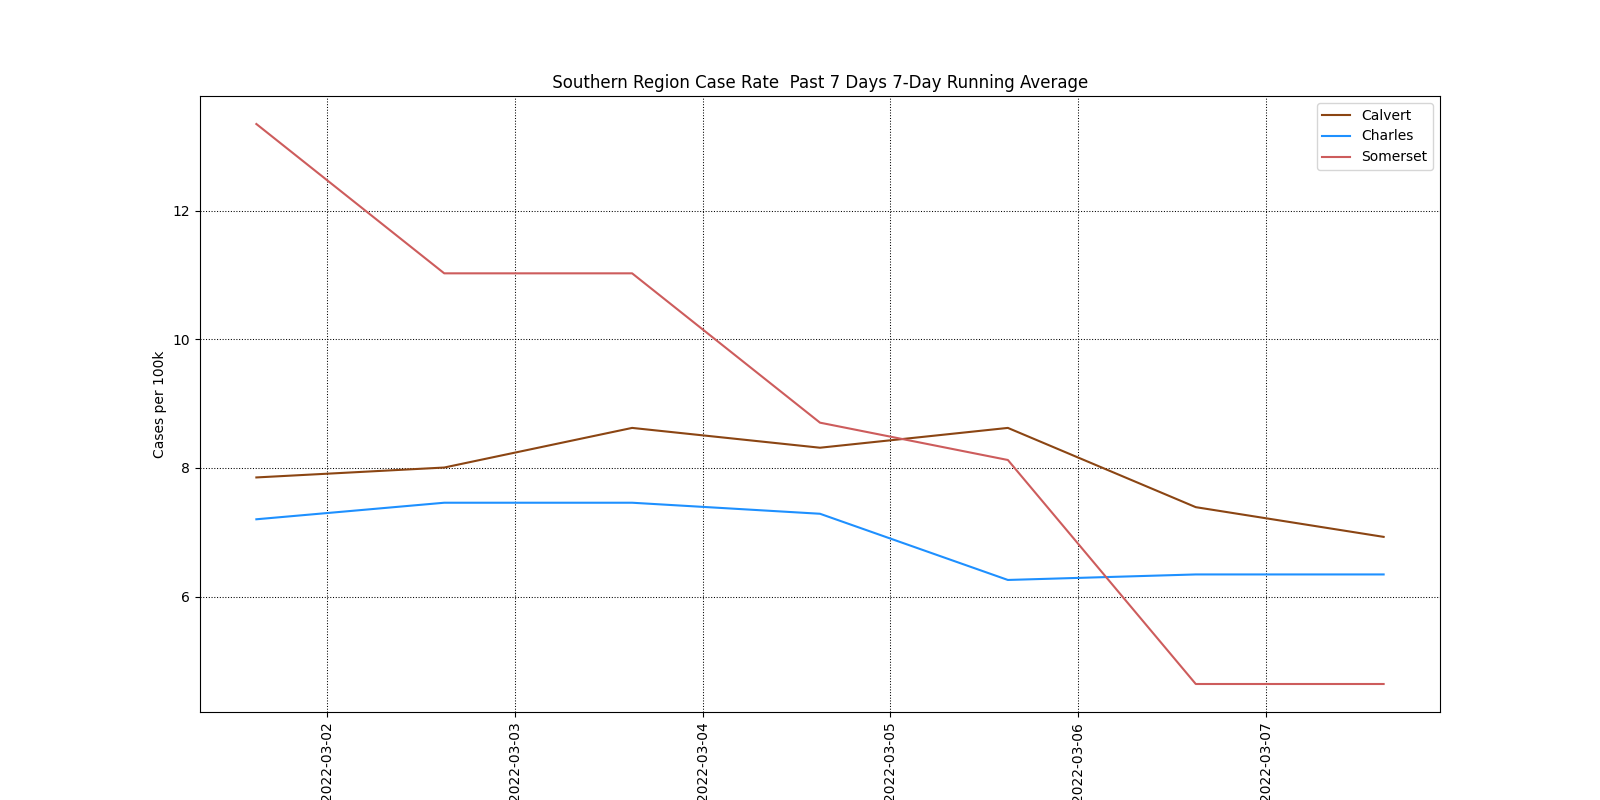 Southern Region Case Rate  Past 7 Days 7-Day Running Average
Calvert
Charles
Somerset
12
10
8
6
Cases per 100k
2022-03-02
2022-03-03
2022-03-04
2022-03-05
2022-03-06
2022-03-07